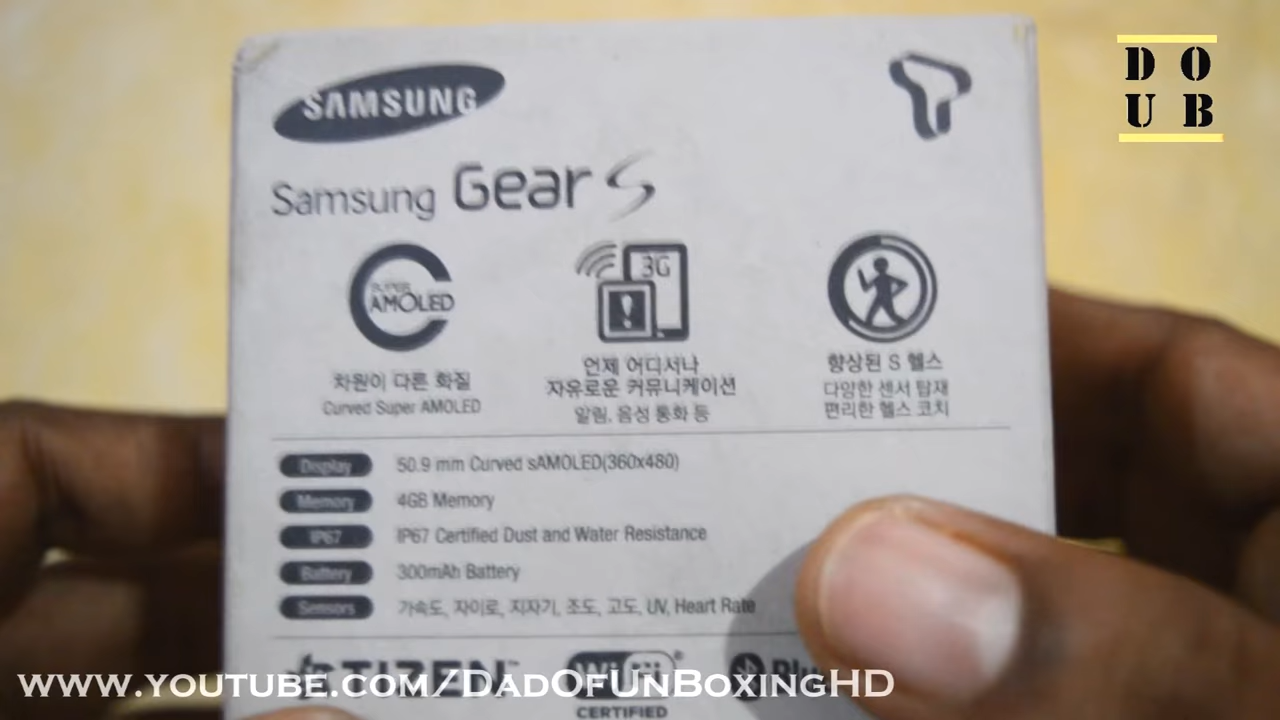 SAMSUNG
D O
U B
Samsung Gear S
SUPER
AMOLED
3G
차원이 다른 화질
Curved Super AMOLED
언제 어디서나
자유로운 커뮤니케이션
알림, 음성 통화 등
향상된 S 헬스
다양한 센서 탑재
편리한 헬스 코치
Display 50.9 mm Curved sAMOLED(360x480)
Memory 4GB Memory
IP67 IP67 Certified Dust and Water Resistance
Battery 300mAh Battery
Sensors 가속도, 자이로, 지자기, 조도, 고도, UV, Heart Rate
TIZEN™ Wi Fi®
CERTIFIED
www.youtube.com/DadOfUnBoxingHD